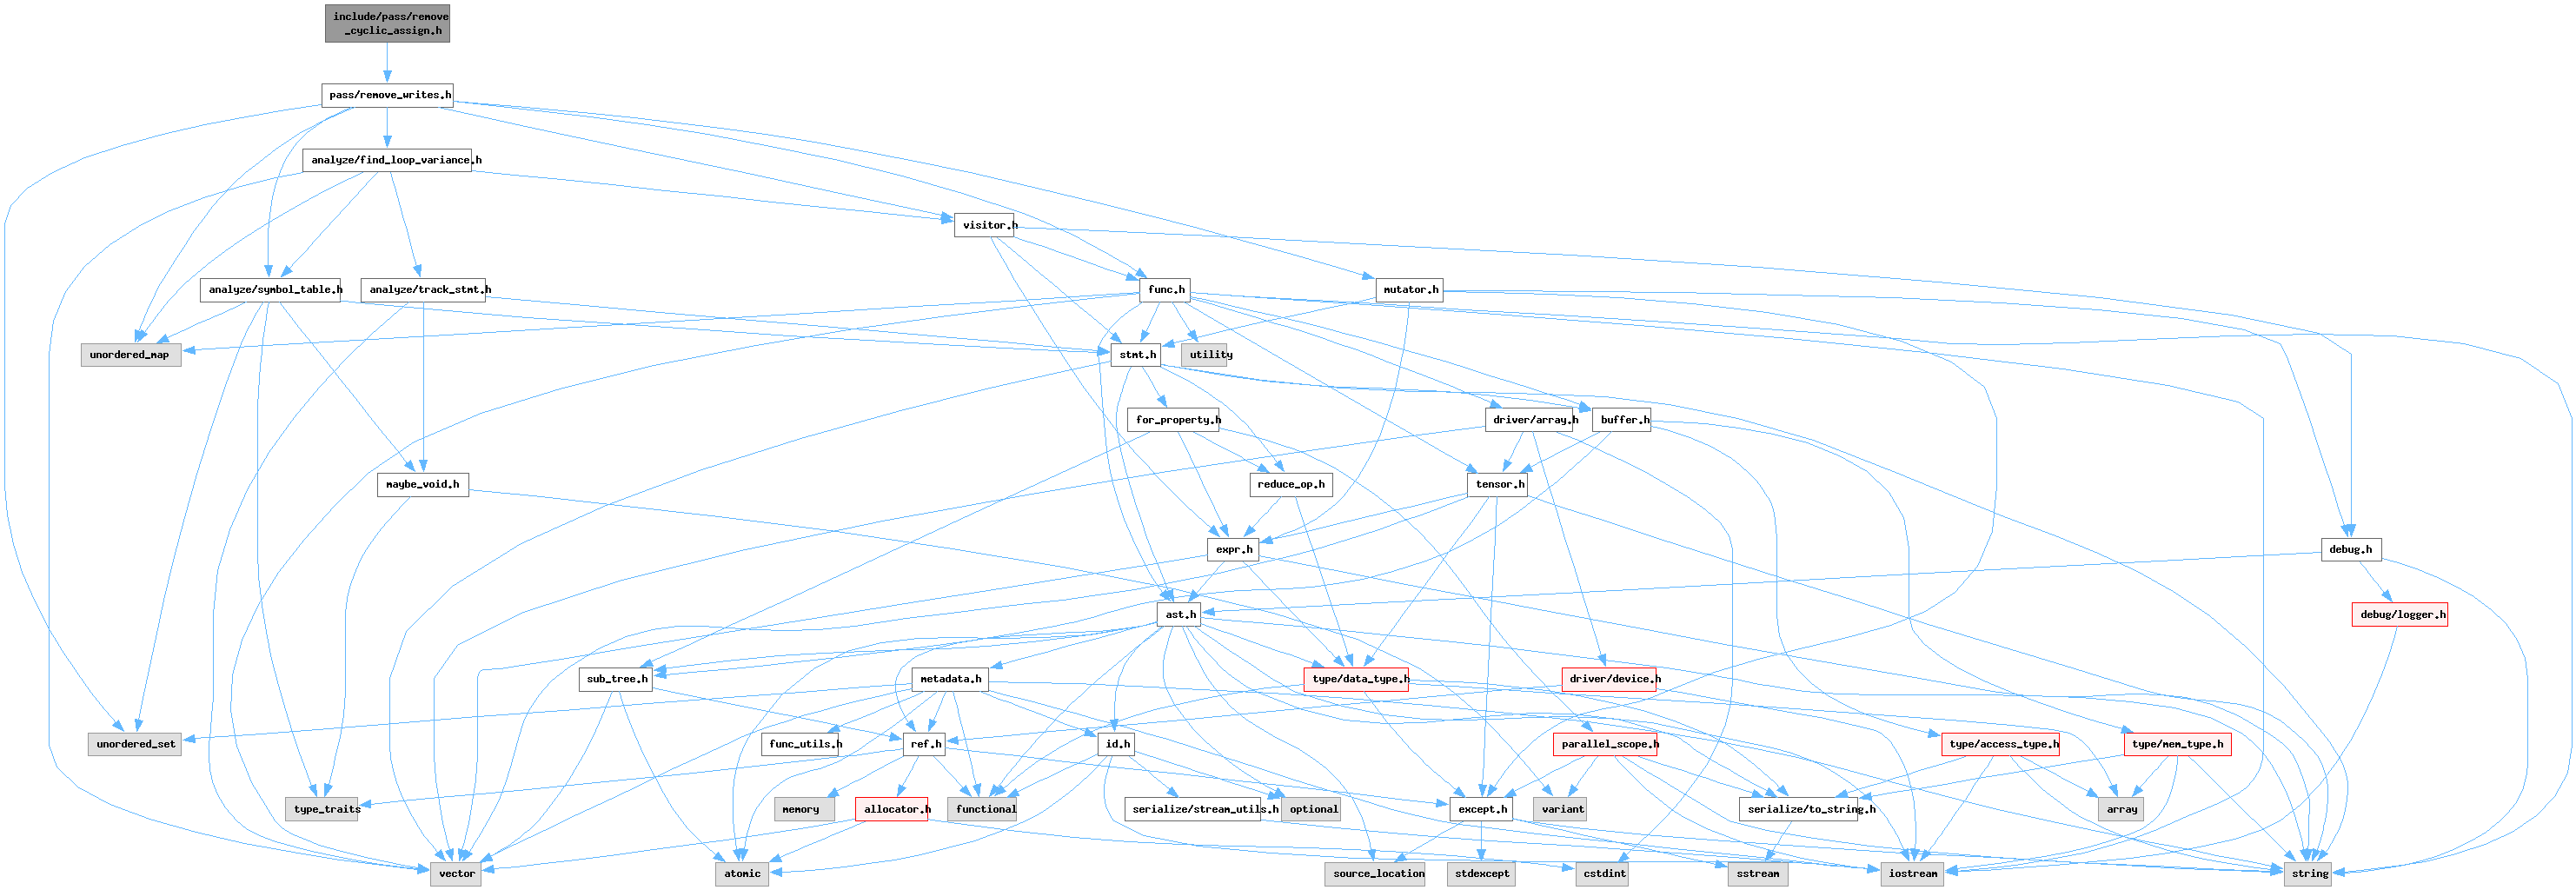 include/pass/remove
_cyclic_assign.h
pass/remove_writes.h
analyze/find_loop_variance.h
visitor.h
analyze/symbol_table.h
analyze/track_stmt.h
func.h
mutator.h
unordered_map
stmt.h
utility
for_property.h
driver/array.h
buffer.h
maybe_void.h
reduce_op.h
tensor.h
expr.h
debug.h
ast.h
debug/logger.h
sub_tree.h
metadata.h
type/data_type.h
driver/device.h
unordered_set
func_utils.h
ref.h
id.h
parallel_scope.h
type/access_type.h
type/mem_type.h
type_traits
memory
allocator.h
functional
serialize/stream_utils.h
optional
except.h
variant
serialize/to_string.h
array
vector
atomic
source_location
stdexcept
cstdint
sstream
iostream
string